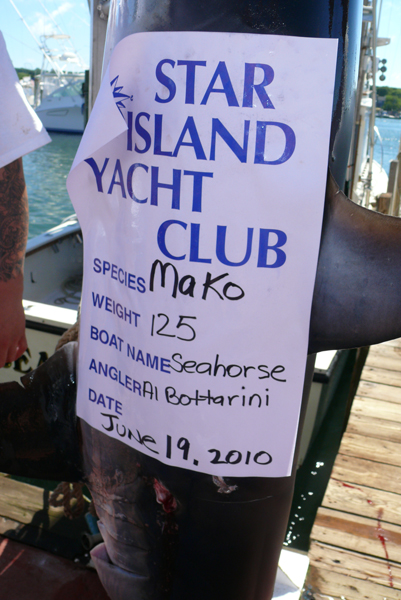 STAR
ISLAND
YACHT
CLUB
SPECIES Mako
WEIGHT 125
BOAT NAME Seahorse
ANGLER Al Bottarini
DATE
JUNE 19, 2010